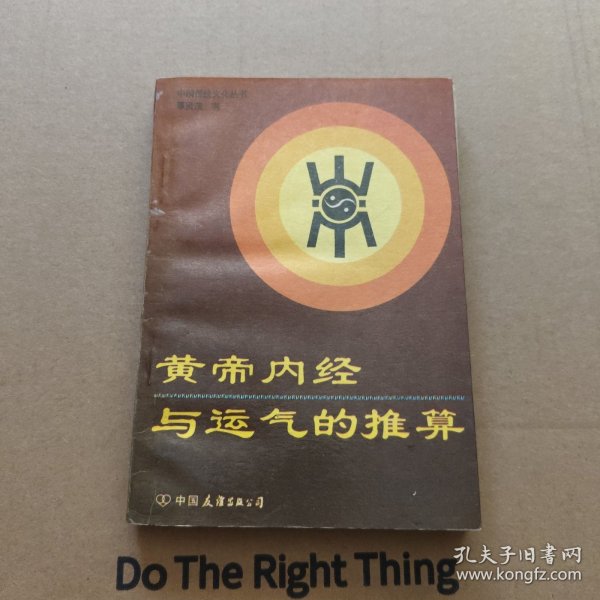 中国传统文化丛书
著
黄帝内经
与运气的推算
中国友谊出版公司
Do The Right Thing
孔夫子旧书网
www.kongfz.com